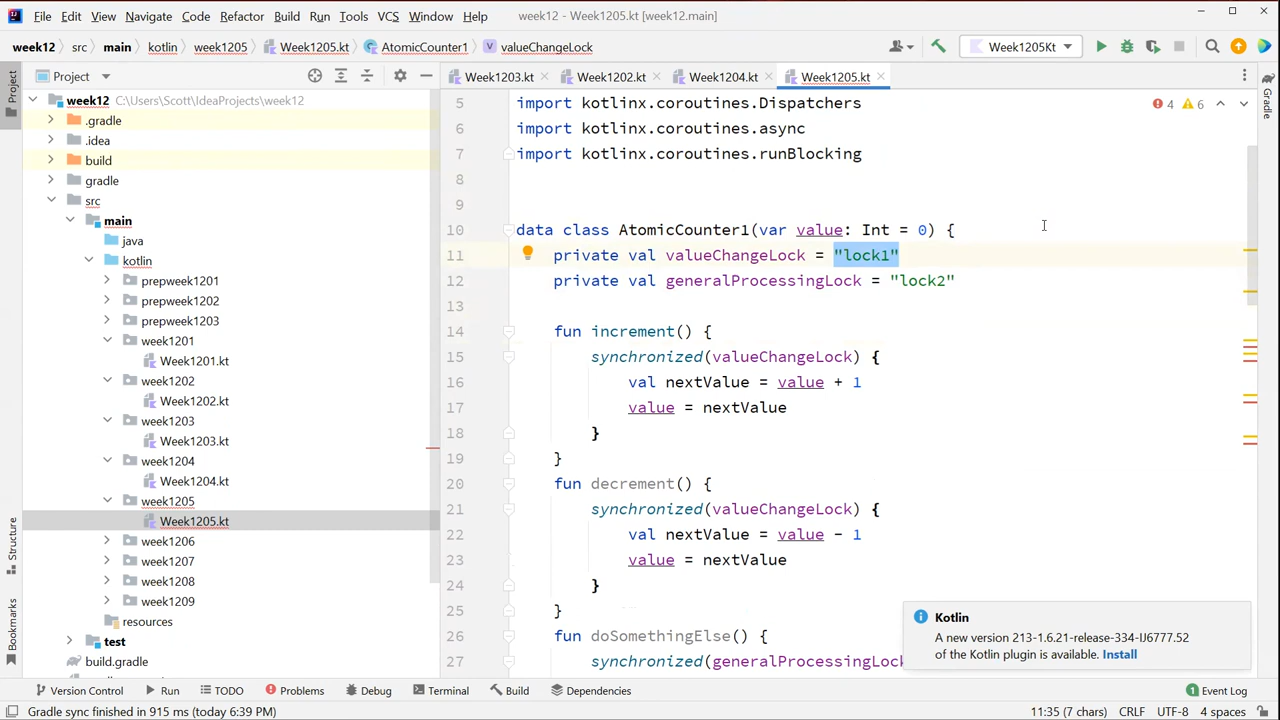 File Edit View Navigate Code Refactor Build Run Tools VCS Window Help week12 - Week1205.kt [week12.main]
week12 src main kotlin week1205 Week1205.kt AtomicCounter1 valueChangeLock Week1205Kt
Project
Week1203.kt Week1202.kt Week1204.kt Week1205.kt
Project
Structure
Bookmarks
Gradle
week12 C:\Users\Scott\IdeaProjects\week12
.gradle
.idea
build
gradle
src
main
java
kotlin
prepweek1201
prepweek1202
prepweek1203
week1201
Week1201.kt
week1202
Week1202.kt
week1203
Week1203.kt
week1204
Week1204.kt
week1205
Week1205.kt
week1206
week1207
week1208
week1209
resources
test
build.gradle
4 6
5 import kotlinx.coroutines.Dispatchers
6 import kotlinx.coroutines.async
7 import kotlinx.coroutines.runBlocking
8
9
10 data class AtomicCounter1(var value: Int = 0) {
11 private val valueChangeLock = "lock1"
12 private val generalProcessingLock = "lock2"
13
14 fun increment() {
15 synchronized(valueChangeLock) {
16 val nextValue = value + 1
17 value = nextValue
18 }
19 }
20 fun decrement() {
21 synchronized(valueChangeLock) {
22 val nextValue = value - 1
23 value = nextValue
24 }
25 }
26 fun doSomethingElse() {
27 synchronized(generalProcessingLock
Kotlin
A new version 213-1.6.21-release-334-IJ6777.52
of the Kotlin plugin is available. Install
Version Control Run TODO Problems Debug Terminal Build Dependencies 1 Event Log
Gradle sync finished in 915 ms (today 6:39 PM) 11:35 (7 chars) CRLF UTF-8 4 spaces